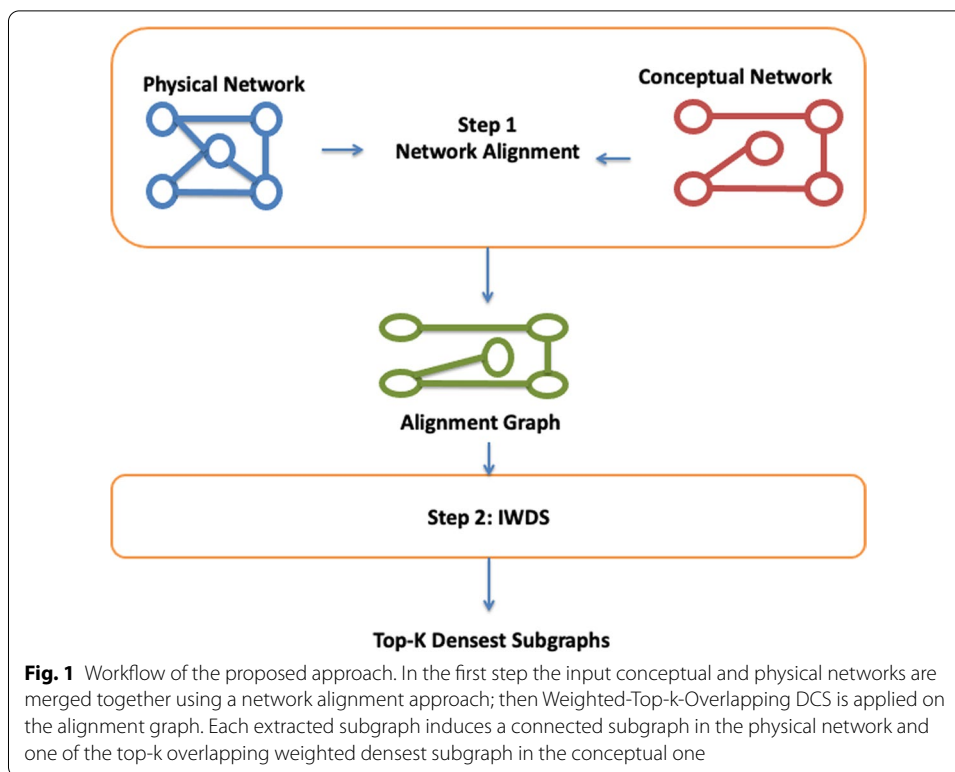 Physical Network
Conceptual Network
Step 1
Network Alignment
Alignment Graph
Step 2: IWDS
Top-K Densest Subgraphs
Fig. 1 Workflow of the proposed approach. In the first step the input conceptual and physical networks are
merged together using a network alignment approach; then Weighted-Top-k-Overlapping DCS is applied on
the alignment graph. Each extracted subgraph induces a connected subgraph in the physical network and
one of the top-k overlapping weighted densest subgraph in the conceptual one